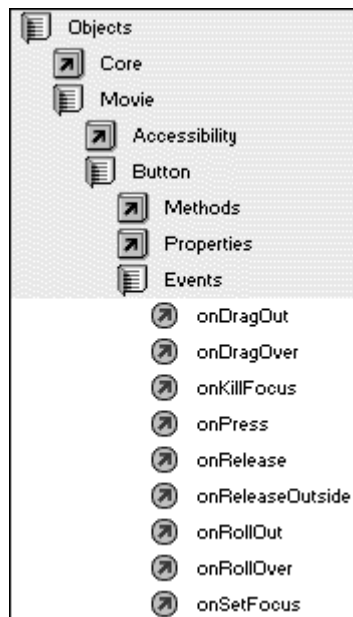 Objects
Core
Movie
Accessibility
Button
Methods
Properties
Events
onDragOut
onDragOver
onKillFocus
onPress
onRelease
onReleaseOutside
onRollOut
onRollOver
onSetFocus